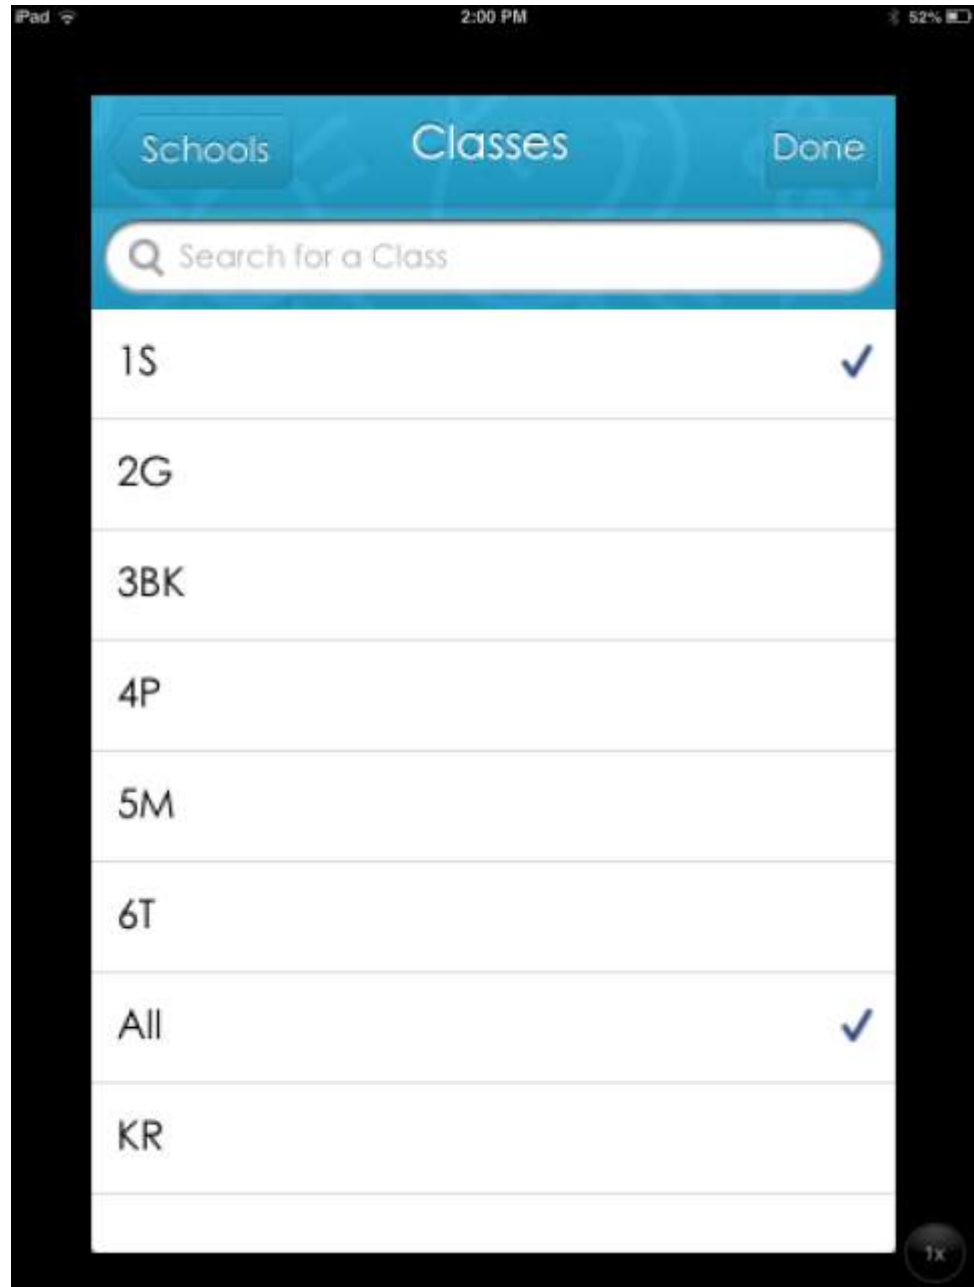 iPad 2:00 PM 52%
Schools Classes Done
Search for a Class
1S
2G
3BK
4P
5M
6T
All
KR
1x